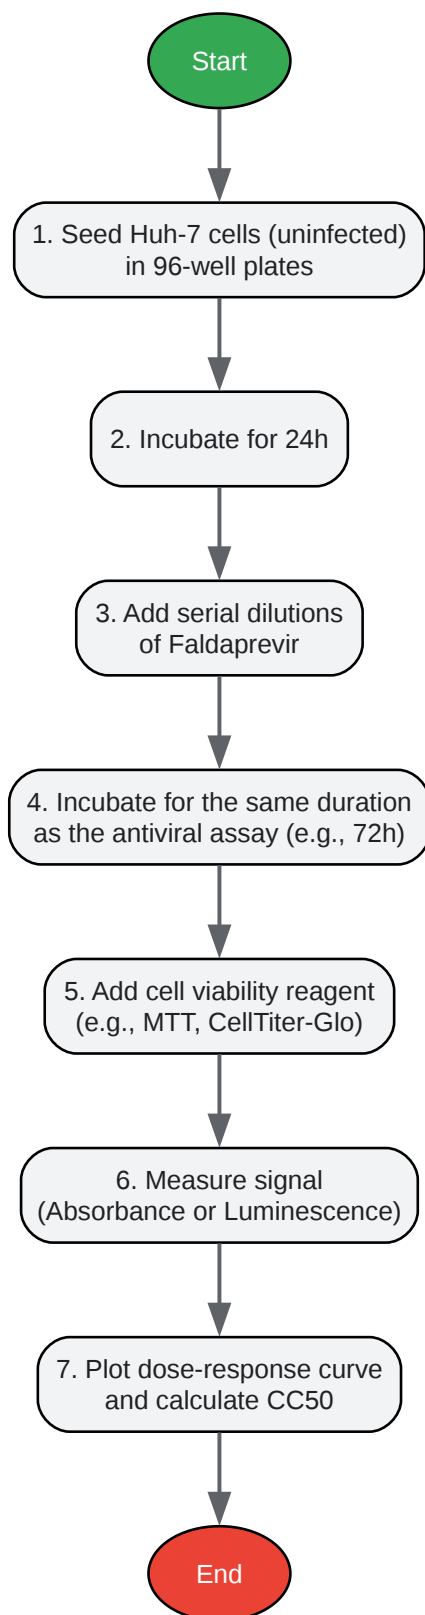 Start
1. Seed Huh-7 cells (uninfected)
in 96-well plates
2. Incubate for 24h
3. Add serial dilutions
of Faldaprevir
4. Incubate for the same duration
as the antiviral assay (e.g., 72h)
5. Add cell viability reagent
(e.g., MTT, CellTiter-Glo)
6. Measure signal
(Absorbance or Luminescence)
7. Plot dose-response curve
and calculate CC50
End